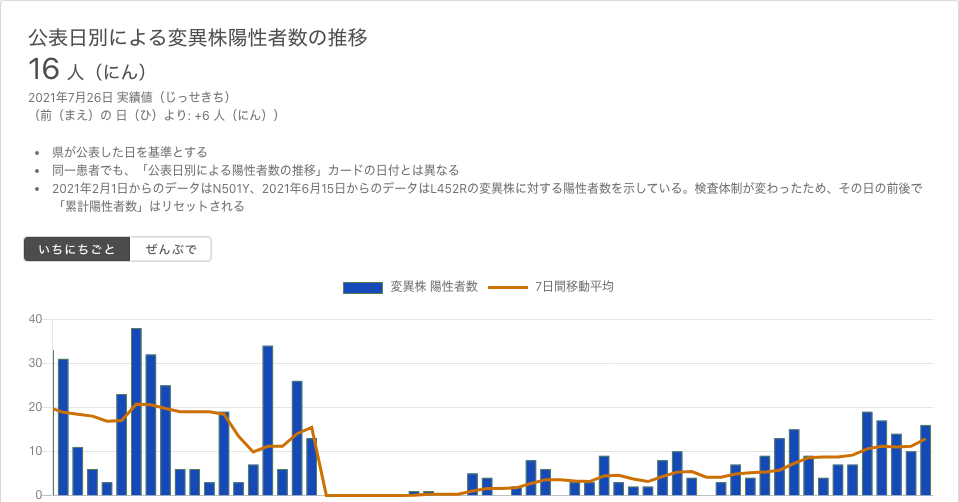 公表日別による変異株陽性者数の推移
16 人（にん）
2021年7月26日 実績値（じっせきち）
（前（まえ）の 日（ひ）より: +6 人（にん））
• 県が公表した日を基準とする
• 同一患者でも、「公表日別による陽性者数の推移」カードの日付とは異なる
• 2021年2月1日からのデータはN501Y、2021年6月15日からのデータはL452Rの変異株に対する陽性者数を示している。検査体制が変わったため、その日の前後で
「累計陽性者数」はリセットされる
いちにちごと ぜんぶで
変異株 陽性者数 7日間移動平均
40
30
20
10
0